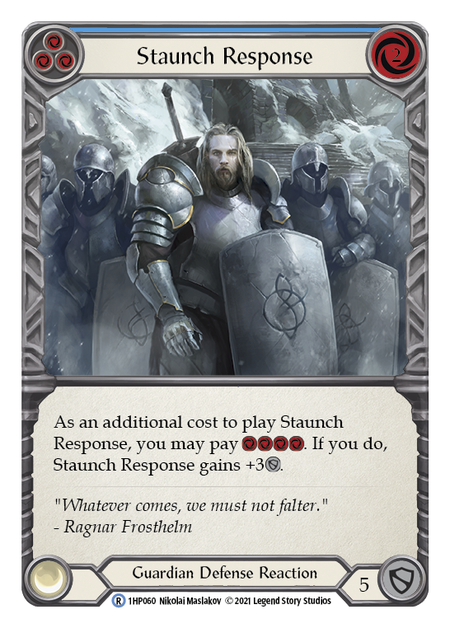 Staunch Response
2
As an additional cost to play Staunch
Response, you may pay . If you do,
Staunch Response gains +3.
"Whatever comes, we must not falter."
- Ragnar Frosthelm
Guardian Defense Reaction
5
R 1HP060 Nikolai Maslakov © 2021 Legend Story Studios